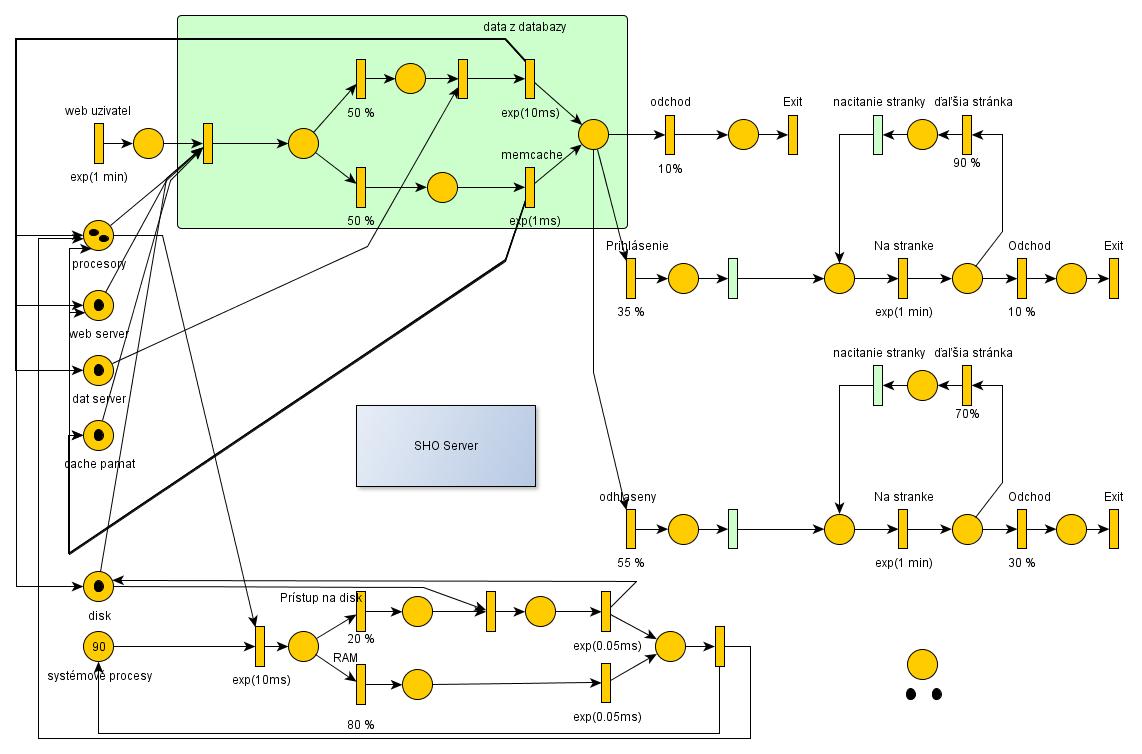 data z databazy
web uzivatel
50 %
exp(10ms)
odchod
Exit
nacitanie stranky
ďaľšia stránka
exp(1 min)
memcache
10%
90 %
50 %
exp(1ms)
procesory
Prihlásenie
Na stranke
Odchod
Exit
web server
35 %
exp(1 min)
10 %
nacitanie stranky
ďaľšia stránka
dat server
70%
SHO Server
cache pamat
odhlaseny
Na stranke
Odchod
Exit
55 %
exp(1 min)
30 %
Prístup na disk
disk
20 %
exp(0.05ms)
90
RAM
systémové procesy
exp(10ms)
80 %
exp(0.05ms)